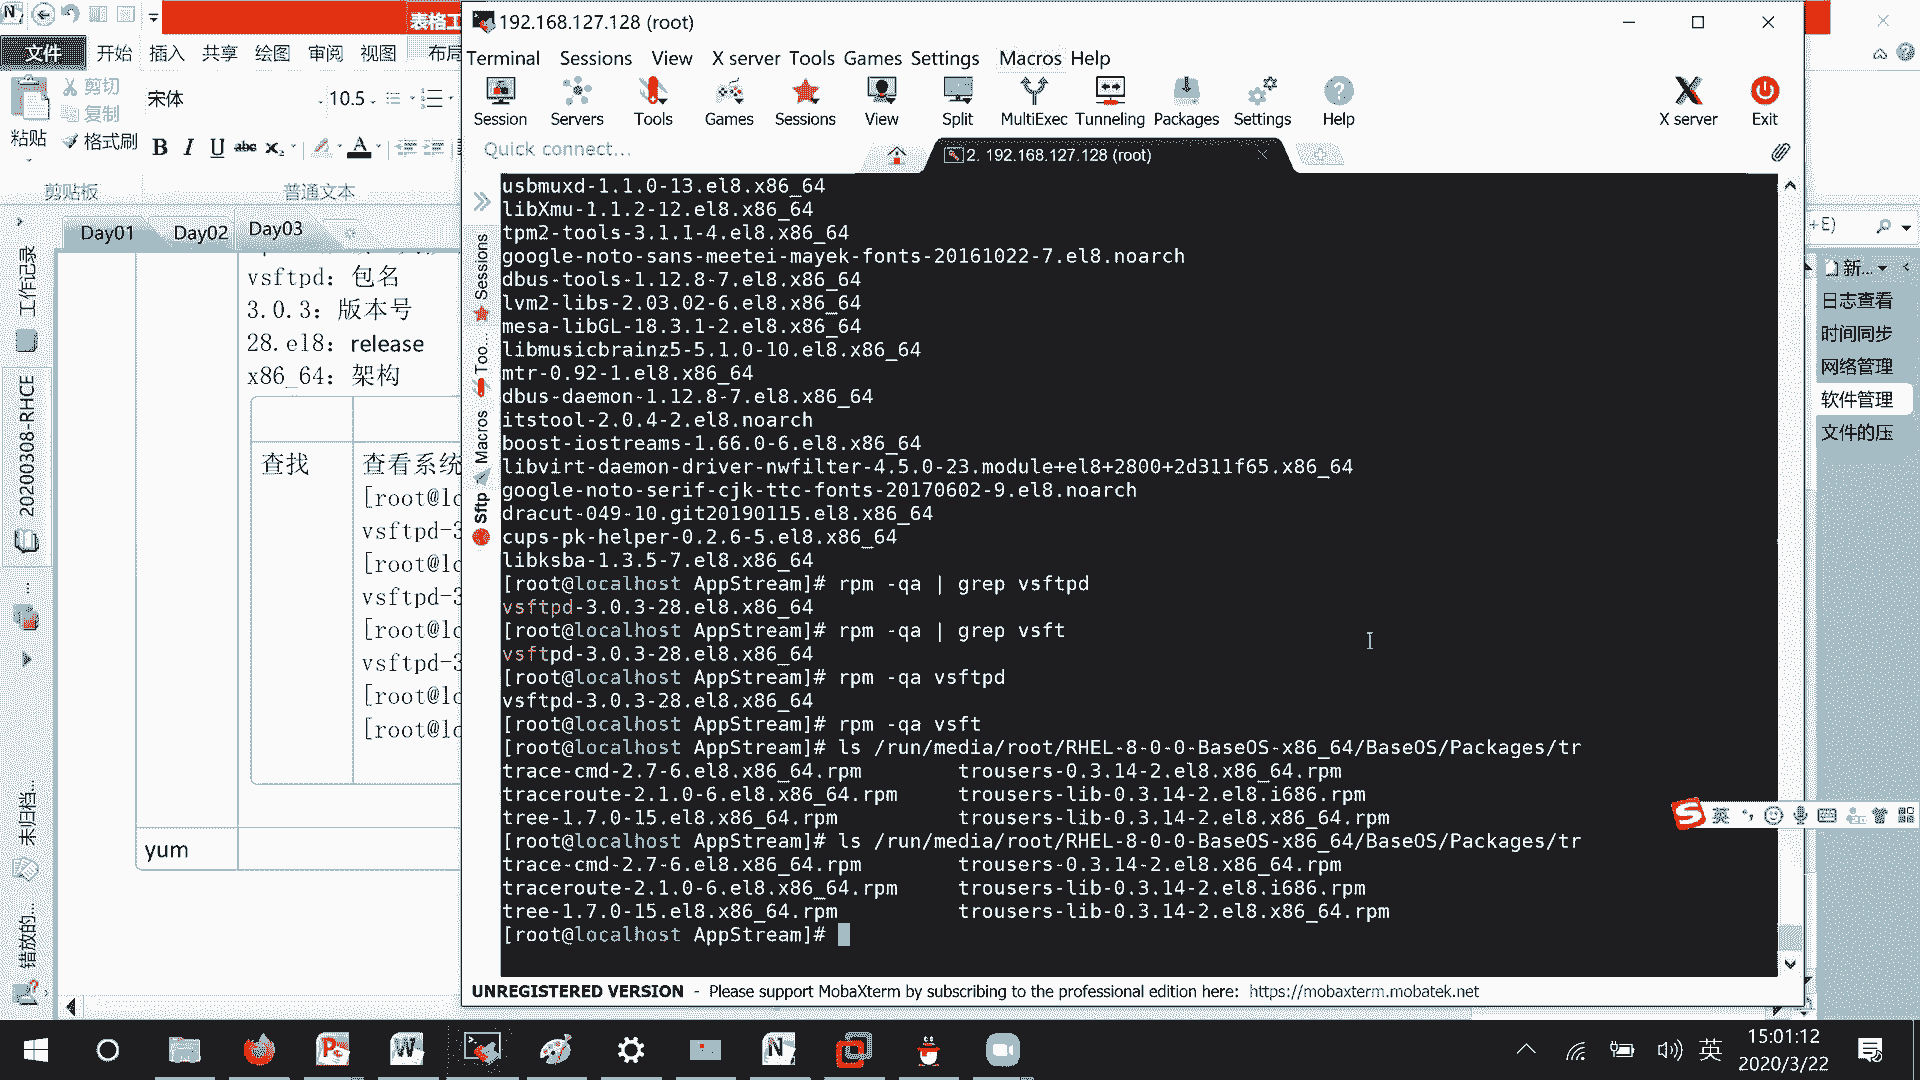 表格工
文件
开始
插入
共享
绘图
审阅
视图
布局
粘贴
剪切
复制
格式刷
宋体
10.5
B I U abc x₂ A
剪贴板
普通文本
Day01
Day02
Day03
工作记录
20200308-RHCE
未归档...
错放的...
vsftpd：包名
3.0.3：版本号
28.el8：release
x86_64：架构
查找
查看系统
[root@lo
vsftpd-3
[root@lo
vsftpd-3
[root@lo
vsftpd-3
[root@lo
[root@lo
yum
192.168.127.128 (root)
Terminal Sessions View X server Tools Games Settings Macros Help
Session Servers Tools Games Sessions View Split MultiExec Tunneling Packages Settings Help
X server Exit
Quick connect...
2. 192.168.127.128 (root)
Sessions
Too...
Macros
Sftp
usbmuxd-1.1.0-13.el8.x86_64
libXmu-1.1.2-12.el8.x86_64
tpm2-tools-3.1.1-4.el8.x86_64
google-noto-sans-meetei-mayek-fonts-20161022-7.el8.noarch
dbus-tools-1.12.8-7.el8.x86_64
lvm2-libs-2.03.02-6.el8.x86_64
mesa-libGL-18.3.1-2.el8.x86_64
libmusicbrainz5-5.1.0-10.el8.x86_64
mtr-0.92-1.el8.x86_64
dbus-daemon-1.12.8-7.el8.x86_64
itstool-2.0.4-2.el8.noarch
boost-iostreams-1.66.0-6.el8.x86_64
libvirt-daemon-driver-nwfilter-4.5.0-23.module+el8+2800+2d311f65.x86_64
google-noto-serif-cjk-ttc-fonts-20170602-9.el8.noarch
dracut-049-10.git20190115.el8.x86_64
cups-pk-helper-0.2.6-5.el8.x86_64
libksba-1.3.5-7.el8.x86_64
[root@localhost AppStream]# rpm -qa | grep vsftpd
vsftpd-3.0.3-28.el8.x86_64
[root@localhost AppStream]# rpm -qa | grep vsft
vsftpd-3.0.3-28.el8.x86_64
[root@localhost AppStream]# rpm -qa vsftpd
vsftpd-3.0.3-28.el8.x86_64
[root@localhost AppStream]# rpm -qa vsft
[root@localhost AppStream]# ls /run/media/root/RHEL-8-0-0-BaseOS-x86_64/BaseOS/Packages/tr
trace-cmd-2.7-6.el8.x86_64.rpm trousers-0.3.14-2.el8.x86_64.rpm
traceroute-2.1.0-6.el8.x86_64.rpm trousers-lib-0.3.14-2.el8.i686.rpm
tree-1.7.0-15.el8.x86_64.rpm trousers-lib-0.3.14-2.el8.x86_64.rpm
[root@localhost AppStream]# ls /run/media/root/RHEL-8-0-0-BaseOS-x86_64/BaseOS/Packages/tr
trace-cmd-2.7-6.el8.x86_64.rpm trousers-0.3.14-2.el8.x86_64.rpm
traceroute-2.1.0-6.el8.x86_64.rpm trousers-lib-0.3.14-2.el8.i686.rpm
tree-1.7.0-15.el8.x86_64.rpm trousers-lib-0.3.14-2.el8.x86_64.rpm
[root@localhost AppStream]#
UNREGISTERED VERSION - Please support MobaXterm by subscribing to the professional edition here: https://mobaxterm.mobatek.net
+E)
新...
日志查看
时间同步
网络管理
软件管理
文件的压
英
英
15:01:12
2020/3/22